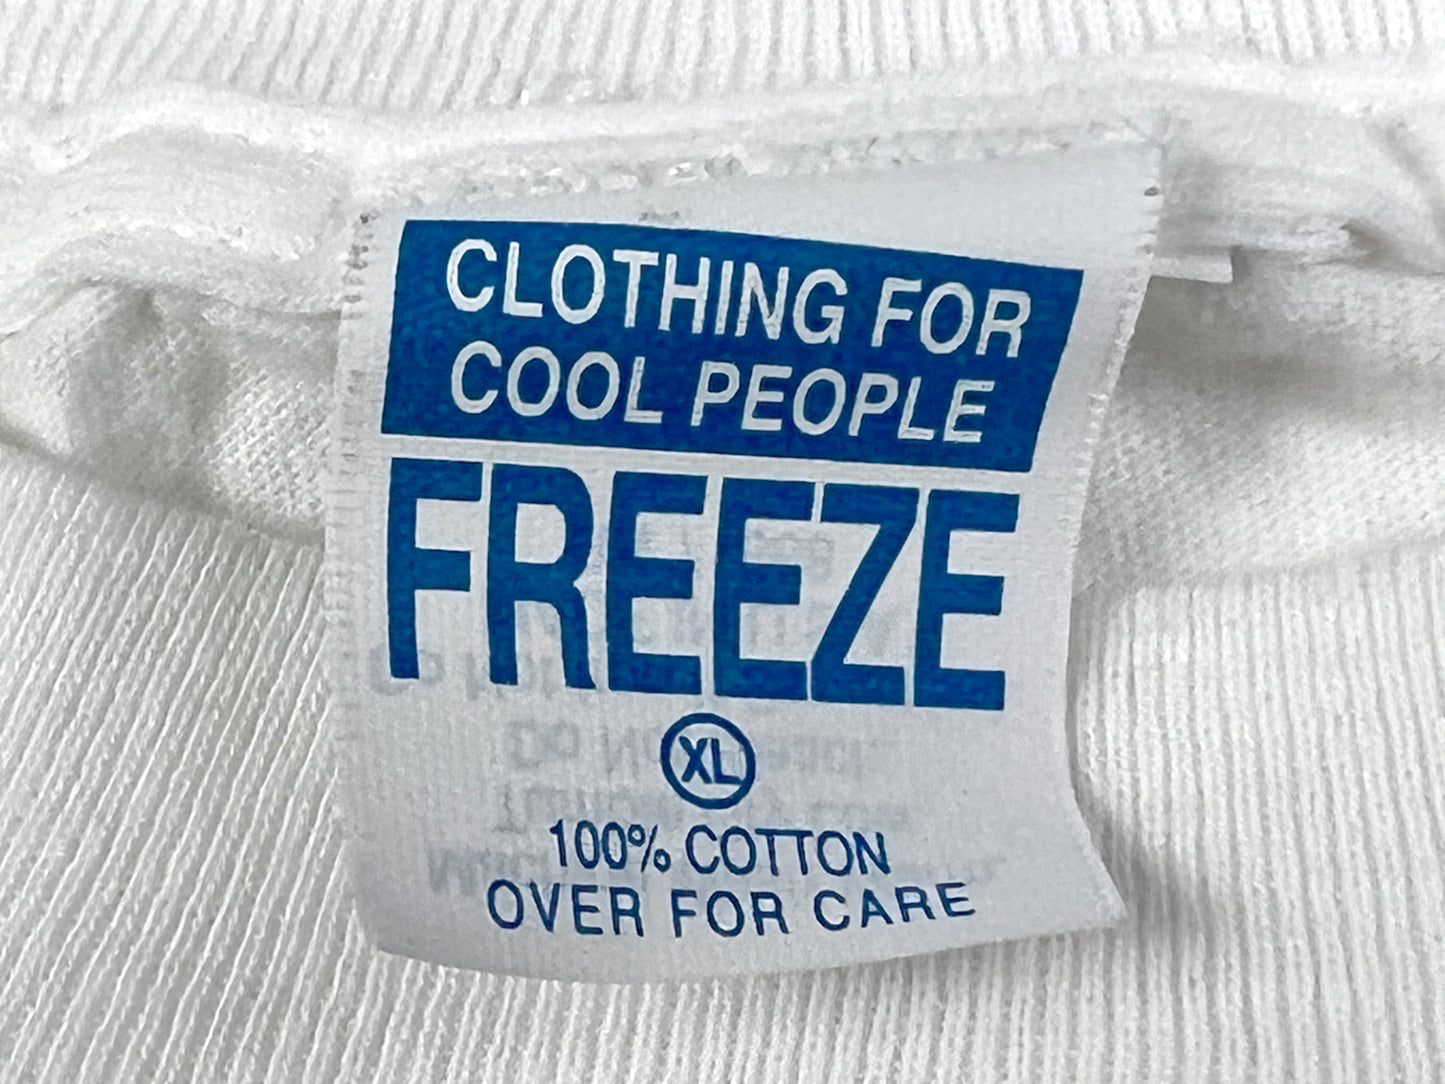 CLOTHING FOR
COOL PEOPLE
FREEZE
XL
100% COTTON
OVER FOR CARE